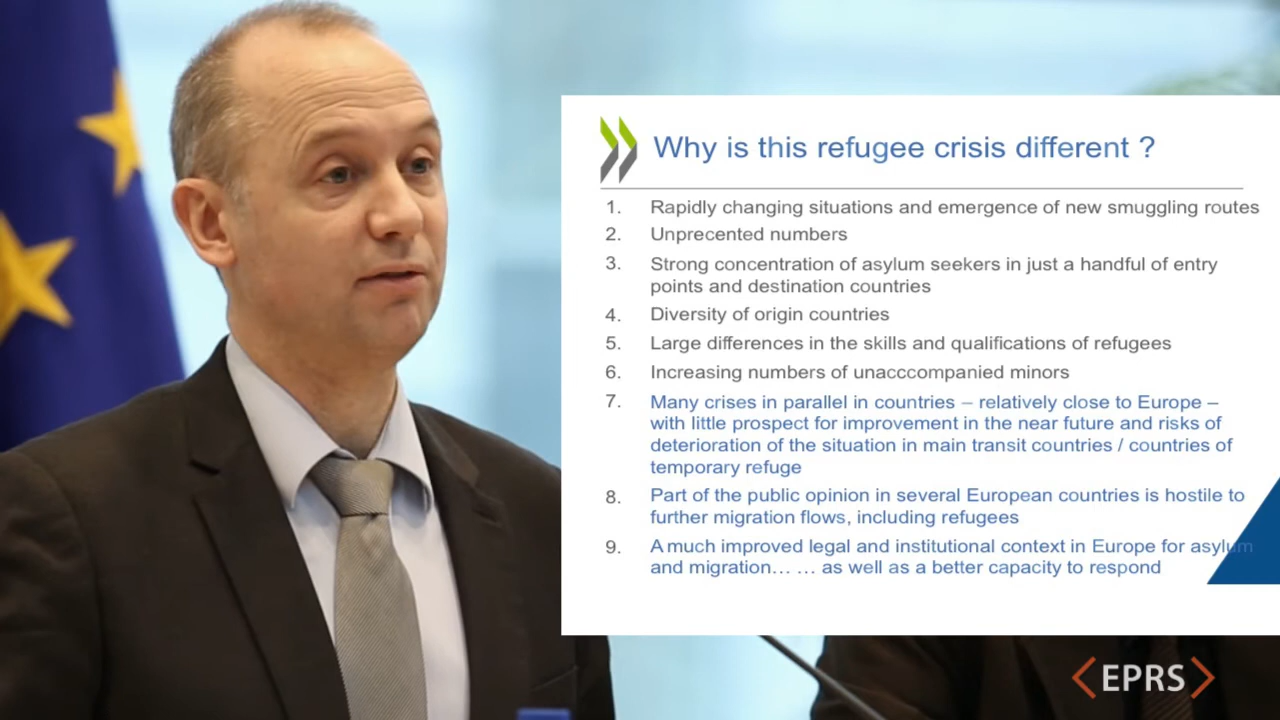 Why is this refugee crisis different ?
1. Rapidly changing situations and emergence of new smuggling routes
2. Unprecented numbers
3. Strong concentration of asylum seekers in just a handful of entry
points and destination countries
4. Diversity of origin countries
5. Large differences in the skills and qualifications of refugees
6. Increasing numbers of unacccompanied minors
7. Many crises in parallel in countries – relatively close to Europe –
with little prospect for improvement in the near future and risks of
deterioration of the situation in main transit countries / countries of
temporary refuge
8. Part of the public opinion in several European countries is hostile to
further migration flows, including refugees
9. A much improved legal and institutional context in Europe for asylum
and migration… … as well as a better capacity to respond
EPRS